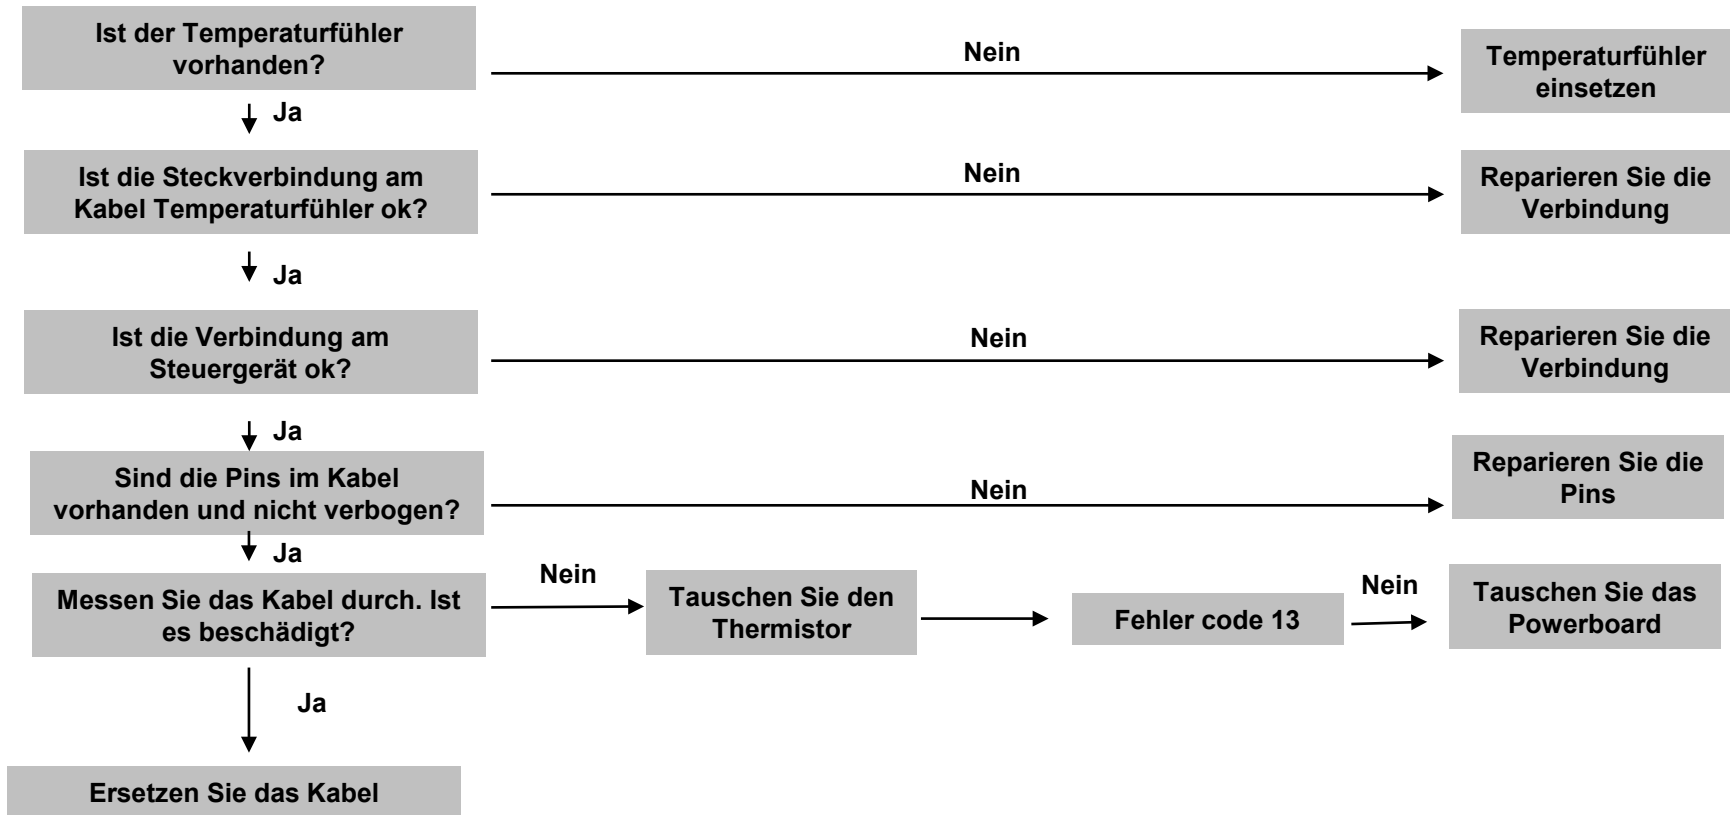 Ist der Temperaturfühler
vorhanden?
Nein
Temperaturfühler
einsetzen
Ja
Ist die Steckverbindung am
Kabel Temperaturfühler ok?
Nein
Reparieren Sie die
Verbindung
Ja
Ist die Verbindung am
Steuergerät ok?
Nein
Reparieren Sie die
Verbindung
Ja
Sind die Pins im Kabel
vorhanden und nicht verbogen?
Nein
Reparieren Sie die
Pins
Ja
Messen Sie das Kabel durch. Ist
es beschädigt?
Nein
Tauschen Sie den
Thermistor
Fehler code 13
Nein
Tauschen Sie das
Powerboard
Ja
Ersetzen Sie das Kabel